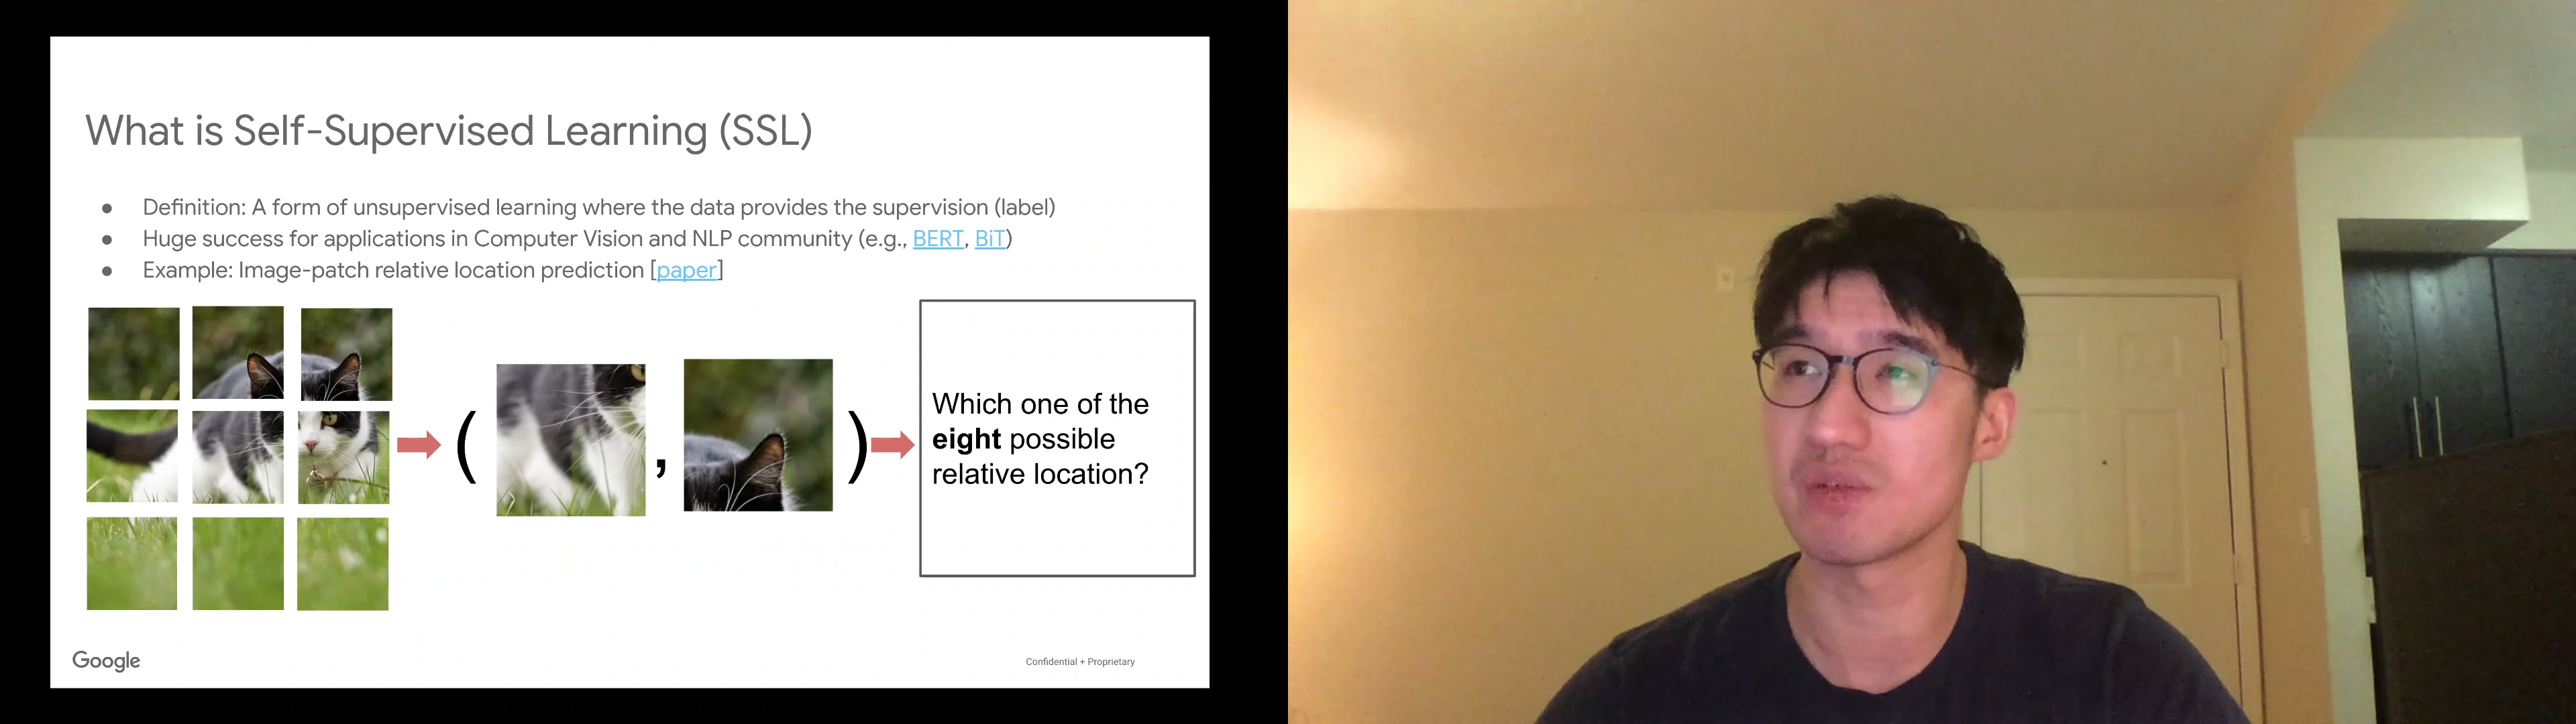 What is Self-Supervised Learning (SSL)
● Definition: A form of unsupervised learning where the data provides the supervision (label)
● Huge success for applications in Computer Vision and NLP community (e.g., BERT, BiT)
● Example: Image-patch relative location prediction [paper]
( , )
Which one of the
eight possible
relative location?
Google
Confidential + Proprietary